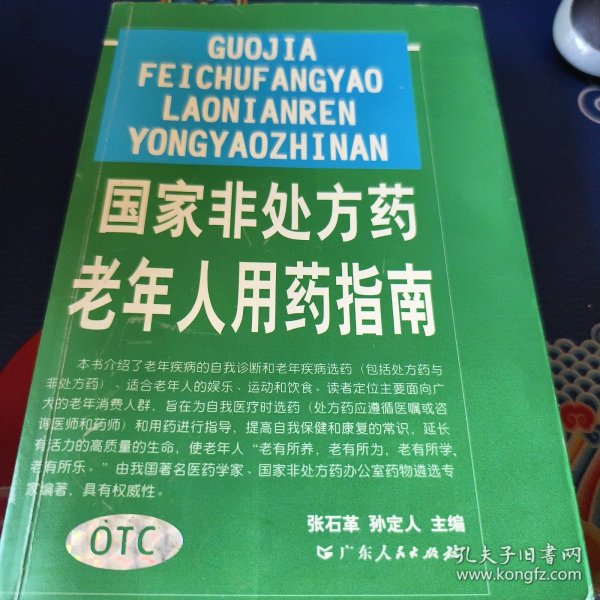 GUOJIA
FEICHUFANGYAO
LAONIANREN
YONGYAOZHINAN
国家非处方药
老年人用药指南
本书介绍了老年疾病的自我诊断和老年疾病选药（包括处方药与
非处方药）、适合老年人的娱乐、运动和饮食。读者定位主要面向广
大的老年消费人群，旨在为自我医疗时选药（处方药应遵循医嘱或咨
询医师和药师）和用药进行指导，提高自我保健和康复的常识，延长
有活力的高质量的生命，使老年人“老有所养，老有所为，老有所学，
老有所乐。”由我国著名医药学家、国家非处方药办公室药物遴选专
家编著，具有权威性。
张石革 孙定人 主编
OTC
广东人民出版社
孔夫子旧书网
www.kongfz.com